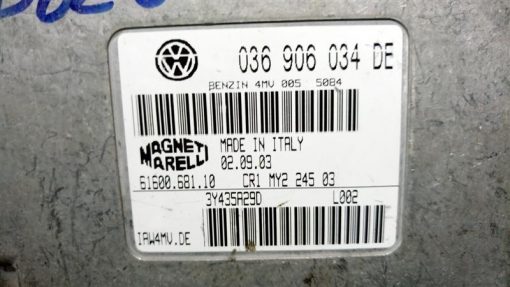 036 906 034 DE
BENZIN 4MV 005 5084
MAGNETI MARELLI
MADE IN ITALY
02.09.03
61600.681.10 CR1 MY2 245 03
3Y435A29D L002
IAW4MV.DE